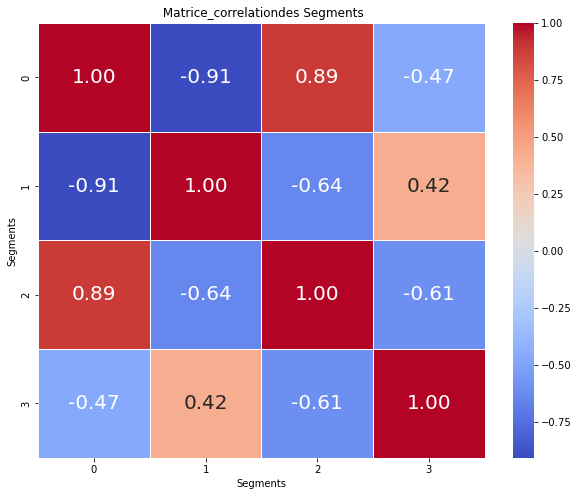 Matrice_correlationdes Segments
1.00 -0.91 0.89 -0.47
-0.91 1.00 -0.64 0.42
0.89 -0.64 1.00 -0.61
-0.47 0.42 -0.61 1.00
0
1
2
3
Segments
0 1 2 3
Segments
1.00
0.75
0.50
0.25
0.00
−0.25
−0.50
−0.75